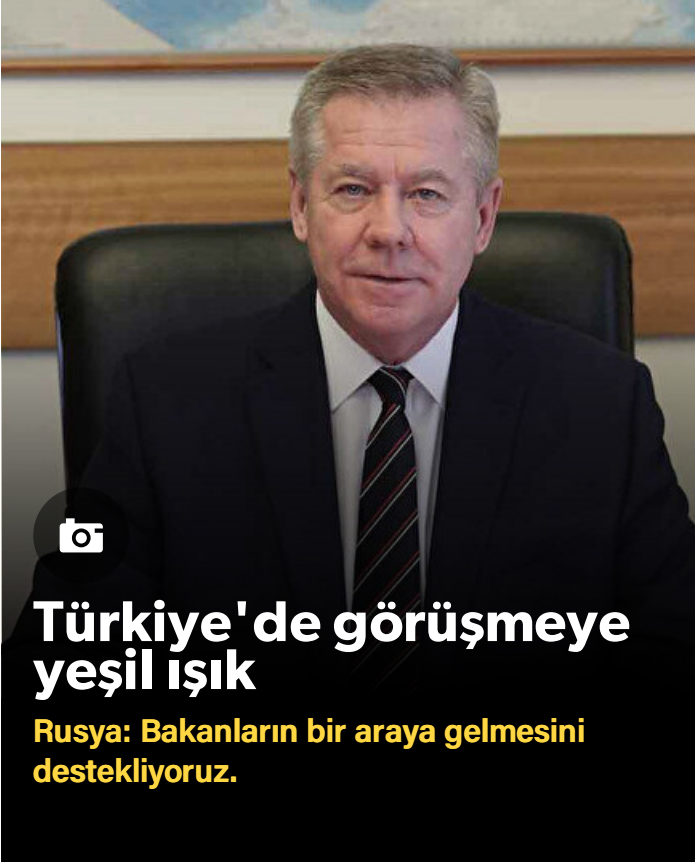 Türkiye'de görüşmeye
yeşil ışık
Rusya: Bakanların bir araya gelmesini
destekliyoruz.